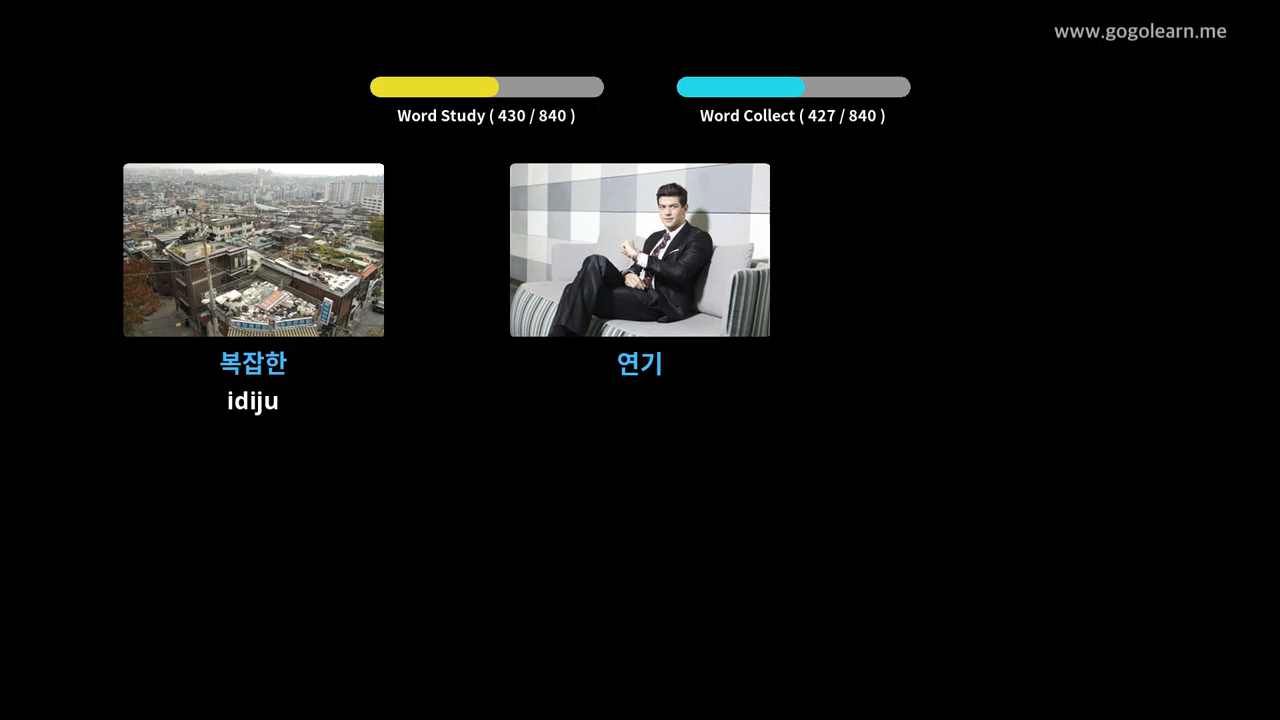 www.gogolearn.me
Word Study ( 430 / 840 )
Word Collect ( 427 / 840 )
복잡한
idiju
연기